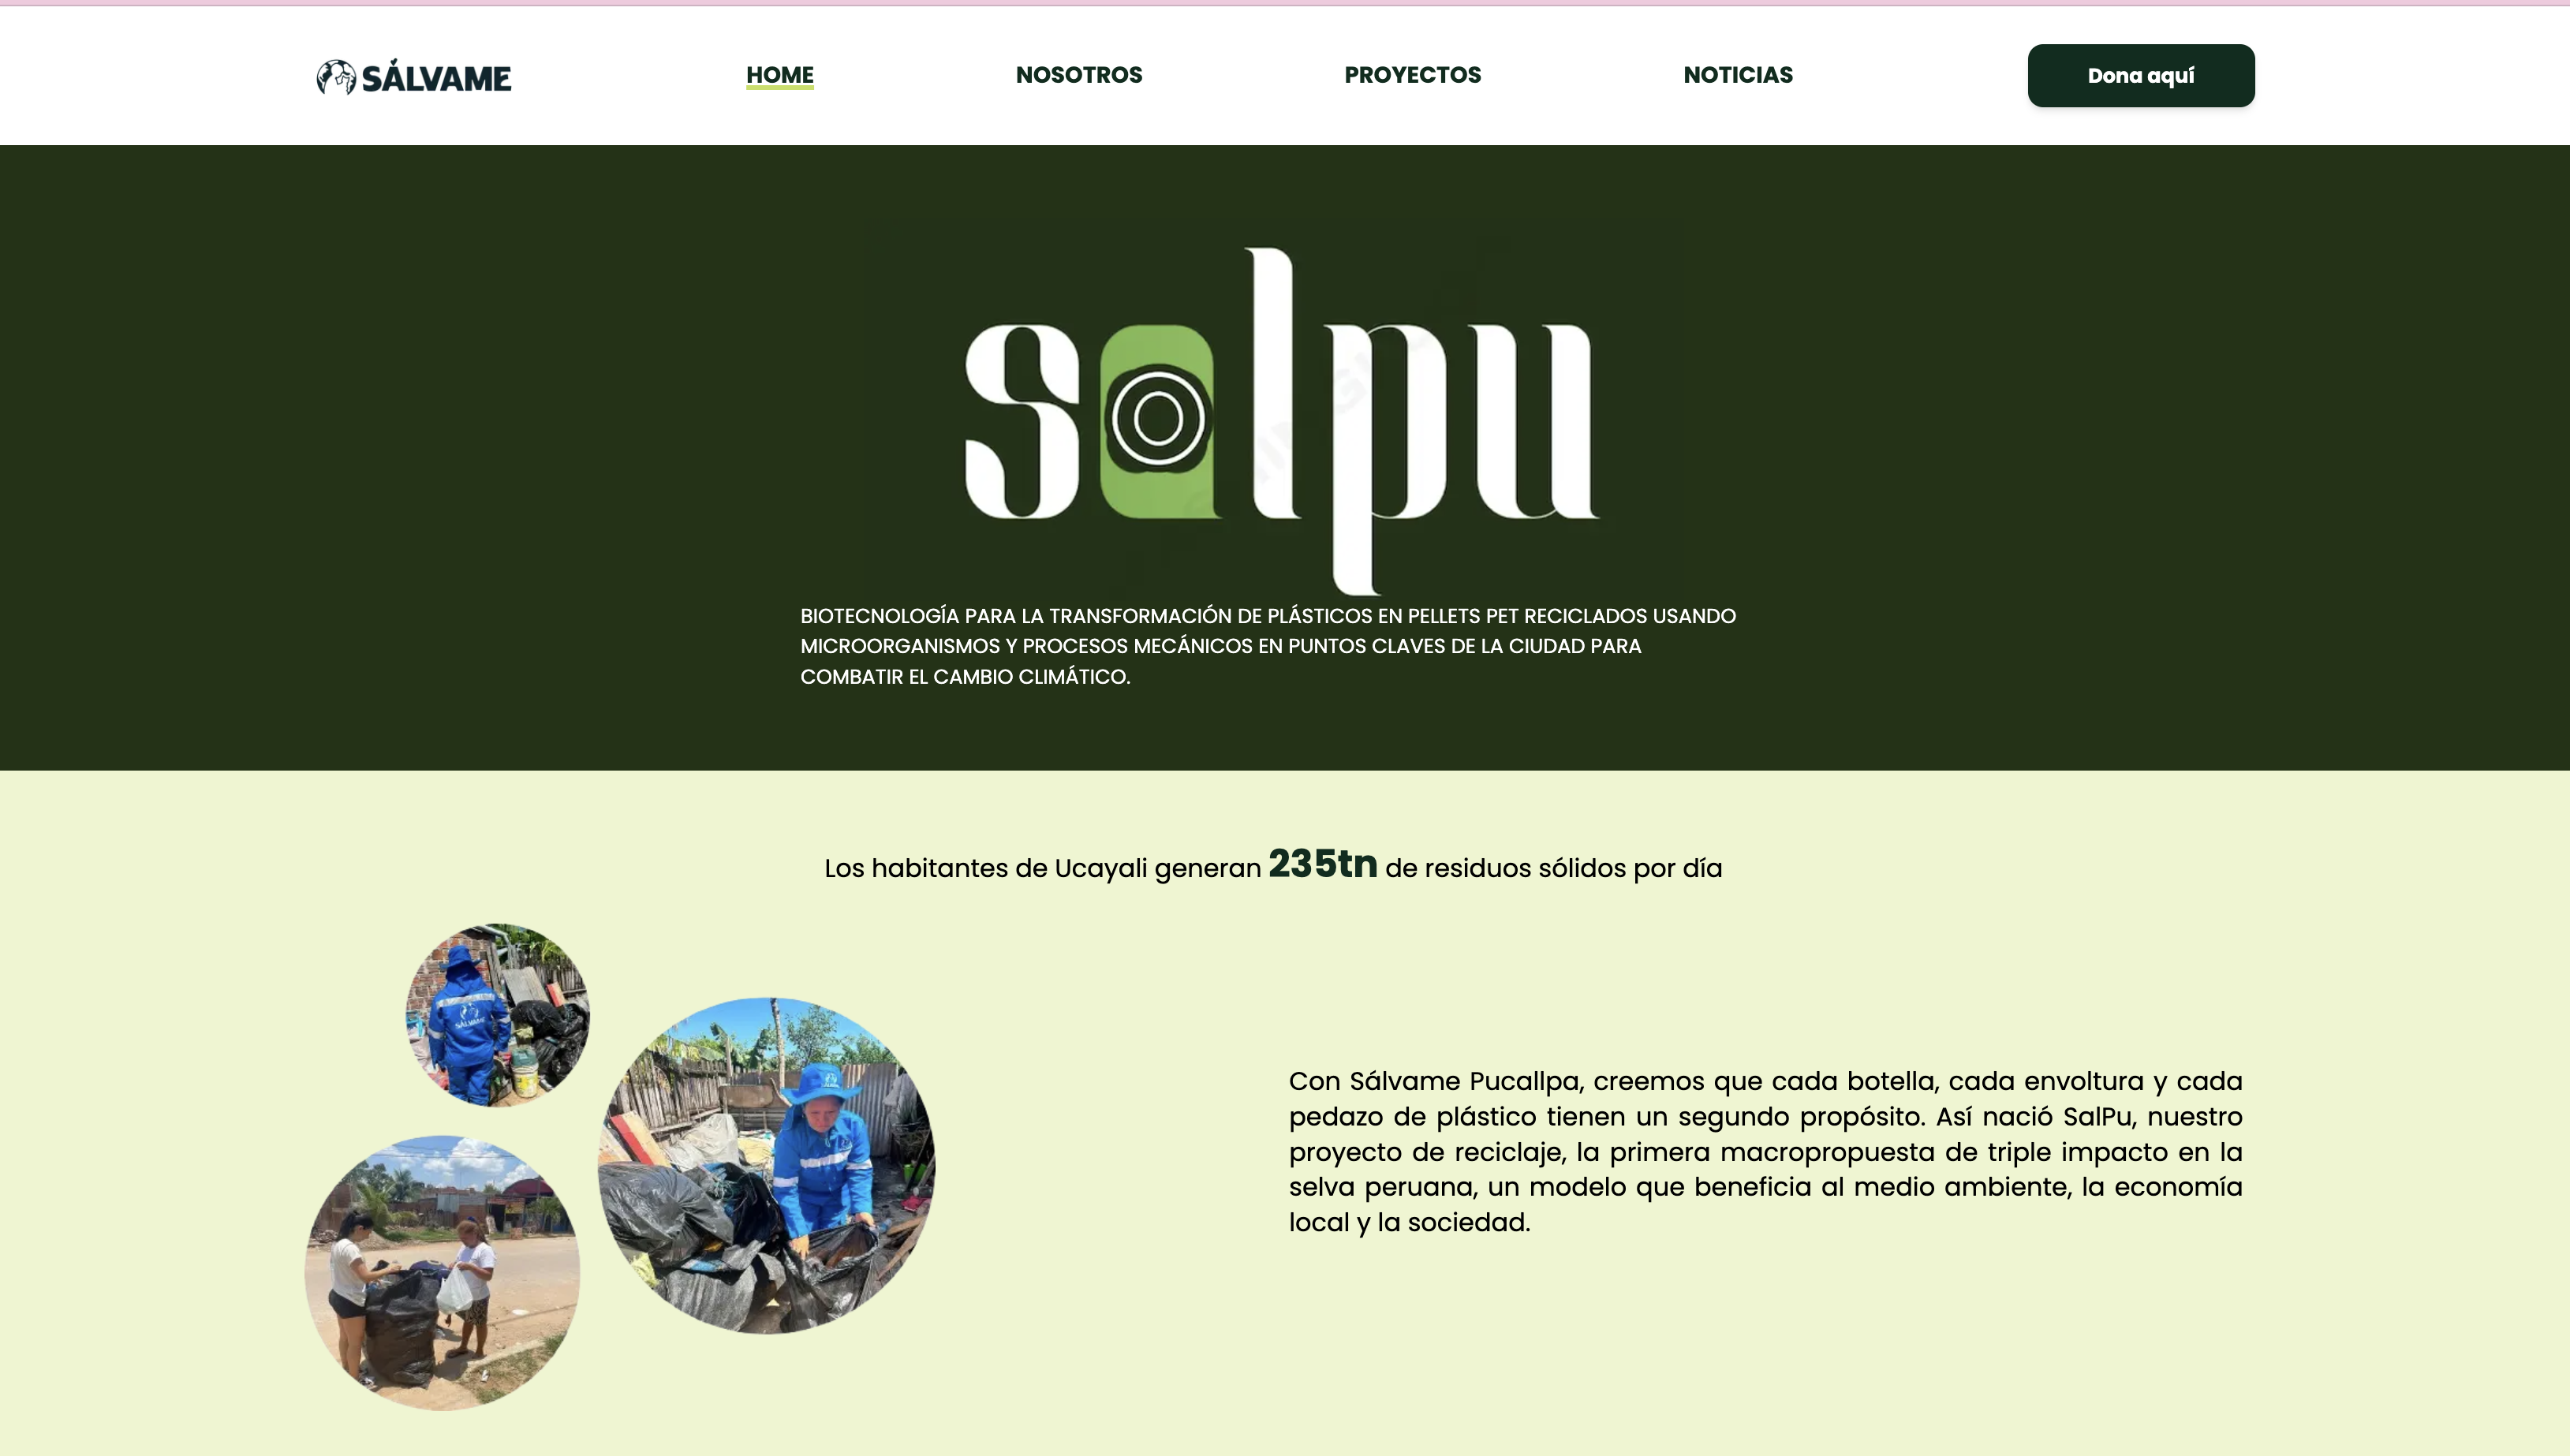 SÁLVAME
HOME
NOSOTROS
PROYECTOS
NOTICIAS
Dona aquí
salpu
BIOTECNOLOGÍA PARA LA TRANSFORMACIÓN DE PLÁSTICOS EN PELLETS PET RECICLADOS USANDO
MICROORGANISMOS Y PROCESOS MECÁNICOS EN PUNTOS CLAVES DE LA CIUDAD PARA
COMBATIR EL CAMBIO CLIMÁTICO.
Los habitantes de Ucayali generan 235tn de residuos sólidos por día
SÁLVAME
Con Sálvame Pucallpa, creemos que cada botella, cada envoltura y cada
pedazo de plástico tienen un segundo propósito. Así nació SalPu, nuestro
proyecto de reciclaje, la primera macropropuesta de triple impacto en la
selva peruana, un modelo que beneficia al medio ambiente, la economía
local y la sociedad.